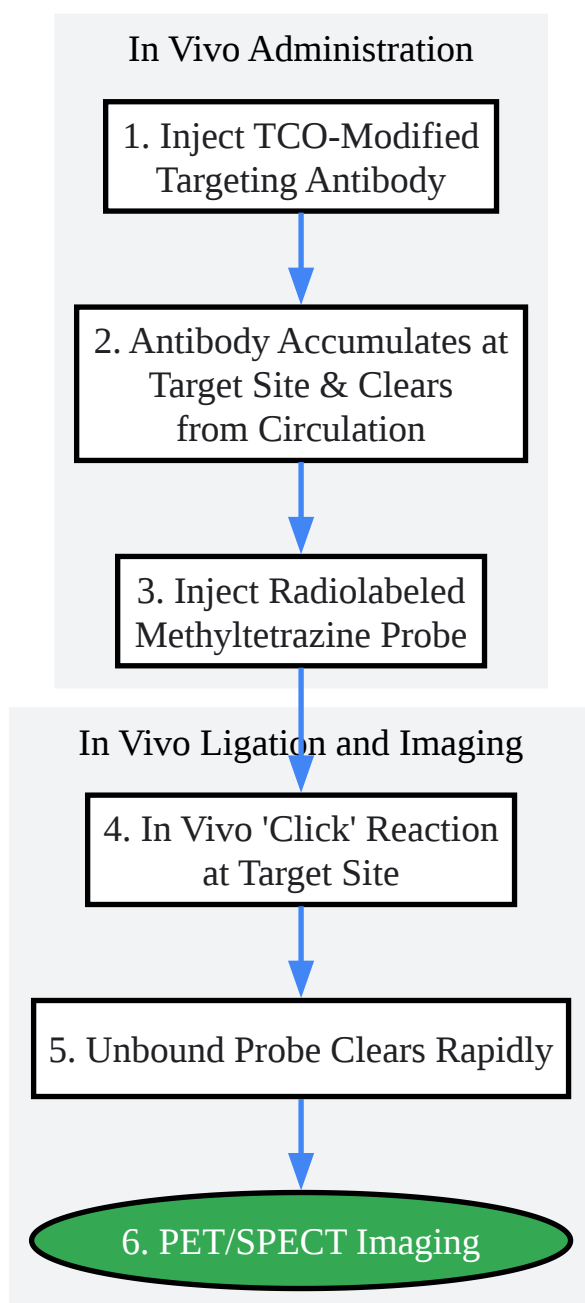 In Vivo Administration
1. Inject TCO-Modified
Targeting Antibody
2. Antibody Accumulates at
Target Site & Clears
from Circulation
3. Inject Radiolabeled
Methyltetrazine Probe
In Vivo Ligation and Imaging
4. In Vivo 'Click' Reaction
at Target Site
5. Unbound Probe Clears Rapidly
6. PET/SPECT Imaging